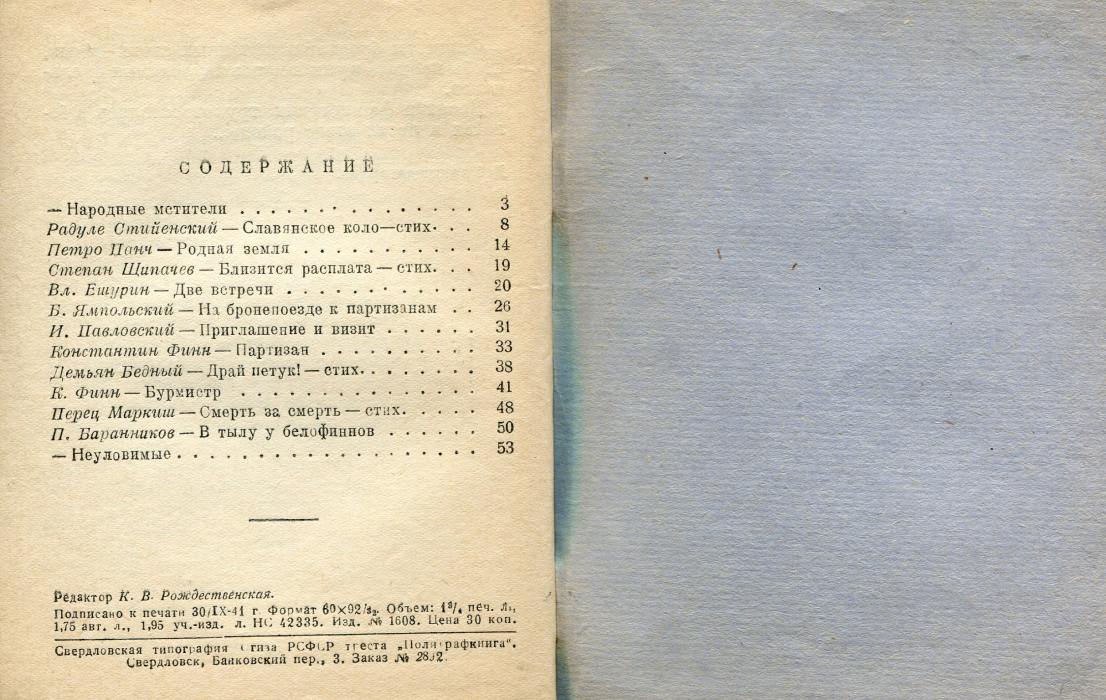 СОДЕРЖАНИЕ
— Народные мстители . . . . . . . . . . . . . . . 3
Радуле Стийенский — Славянское коло—стих. . . 8
Петро Панч — Родная земля . . . . . . . . . . . 14
Степан Щипачев — Близится расплата — стих. . . 19
Вл. Ешурин — Две встречи . . . . . . . . . . . . 20
Б. Ямпольский — На бронепоезде к партизанам . . 26
И. Павловский — Приглашение и визит . . . . . . 31
Константин Финн — Партизан . . . . . . . . . . 33
Демьян Бедный — Драй петук! — стих. . . . . . . . 38
К. Финн — Бурмистр . . . . . . . . . . . . . . . 41
Перец Маркиш — Смерть за смерть — стих. . . . . 48
П. Баранников — В тылу у белофиннов . . . . . . 50
— Неуловимые . . . . . . . . . . . . . . . . . . 53
Редактор К. В. Рождественская.
Подписано к печати 30/IX-41 г. Формат 60×92/32. Объем: 1³/₄ печ. л.,
1,75 авт. л., 1,95 уч.-изд. л. НС 42335. Изд. № 1608. Цена 30 коп.
Свердловская типография РСФСР треста „Полиграфкнига".
Свердловск, Банковский пер., 3. Заказ №